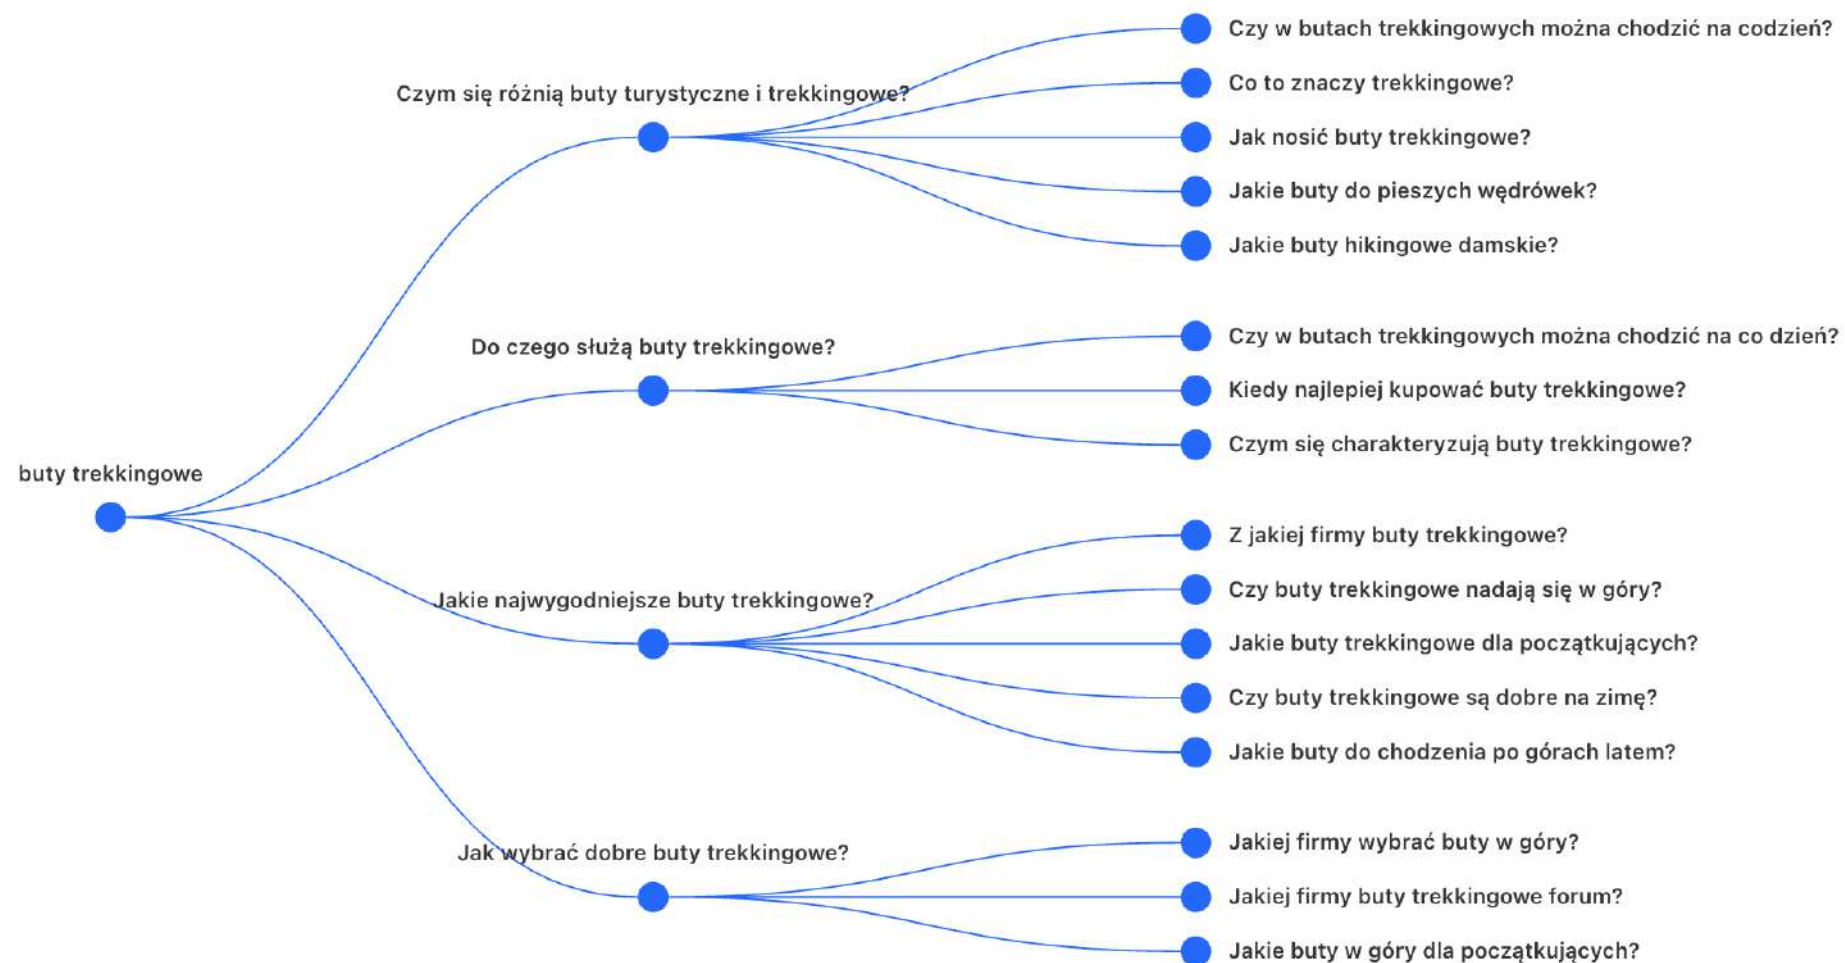 buty trekkingowe
Czym się różnią buty turystyczne i trekkingowe?
Czy w butach trekkingowych można chodzić na codzień?
Co to znaczy trekkingowe?
Jak nosić buty trekkingowe?
Jakie buty do pieszych wędrówek?
Jakie buty hikingowe damskie?
Do czego służą buty trekkingowe?
Czy w butach trekkingowych można chodzić na co dzień?
Kiedy najlepiej kupować buty trekkingowe?
Czym się charakteryzują buty trekkingowe?
Jakie najwygodniejsze buty trekkingowe?
Z jakiej firmy buty trekkingowe?
Czy buty trekkingowe nadają się w góry?
Jakie buty trekkingowe dla początkujących?
Czy buty trekkingowe są dobre na zimę?
Jakie buty do chodzenia po górach latem?
Jak wybrać dobre buty trekkingowe?
Jakiej firmy wybrać buty w góry?
Jakiej firmy buty trekkingowe forum?
Jakie buty w góry dla początkujących?